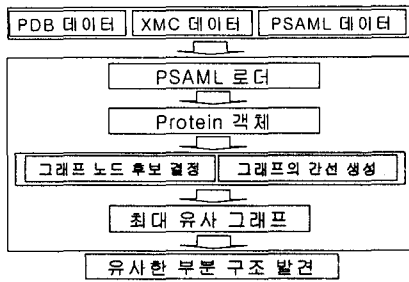 PDB 데이터 XMC 데이터 PSAML 데이터
PSAML 로더
Protein 객체
그래프 노드 후보 결정 그래프의 간선 생성
최대 유사 그래프
유사한 부분 구조 발견